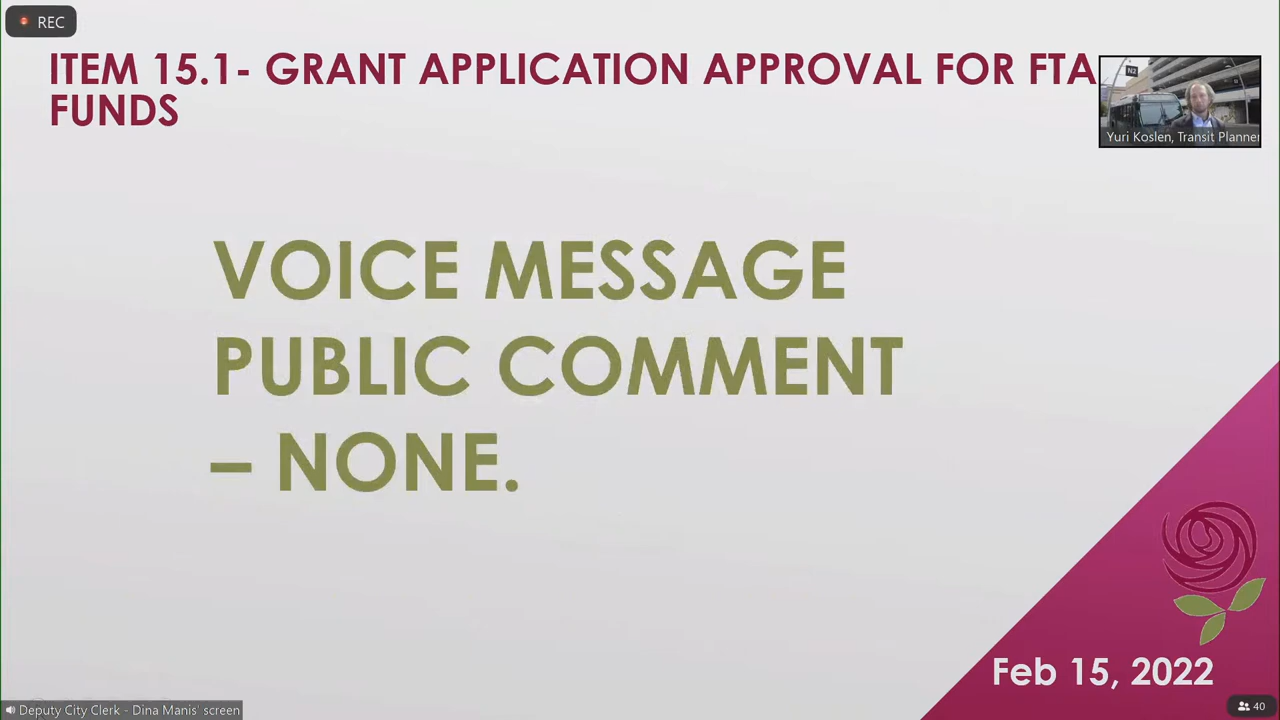 REC
ITEM 15.1- GRANT APPLICATION APPROVAL FOR FTA
FUNDS
N2
Yuri Koslen, Transit Planner
VOICE MESSAGE
PUBLIC COMMENT
– NONE.
Feb 15, 2022
Deputy City Clerk - Dina Manis' screen
40